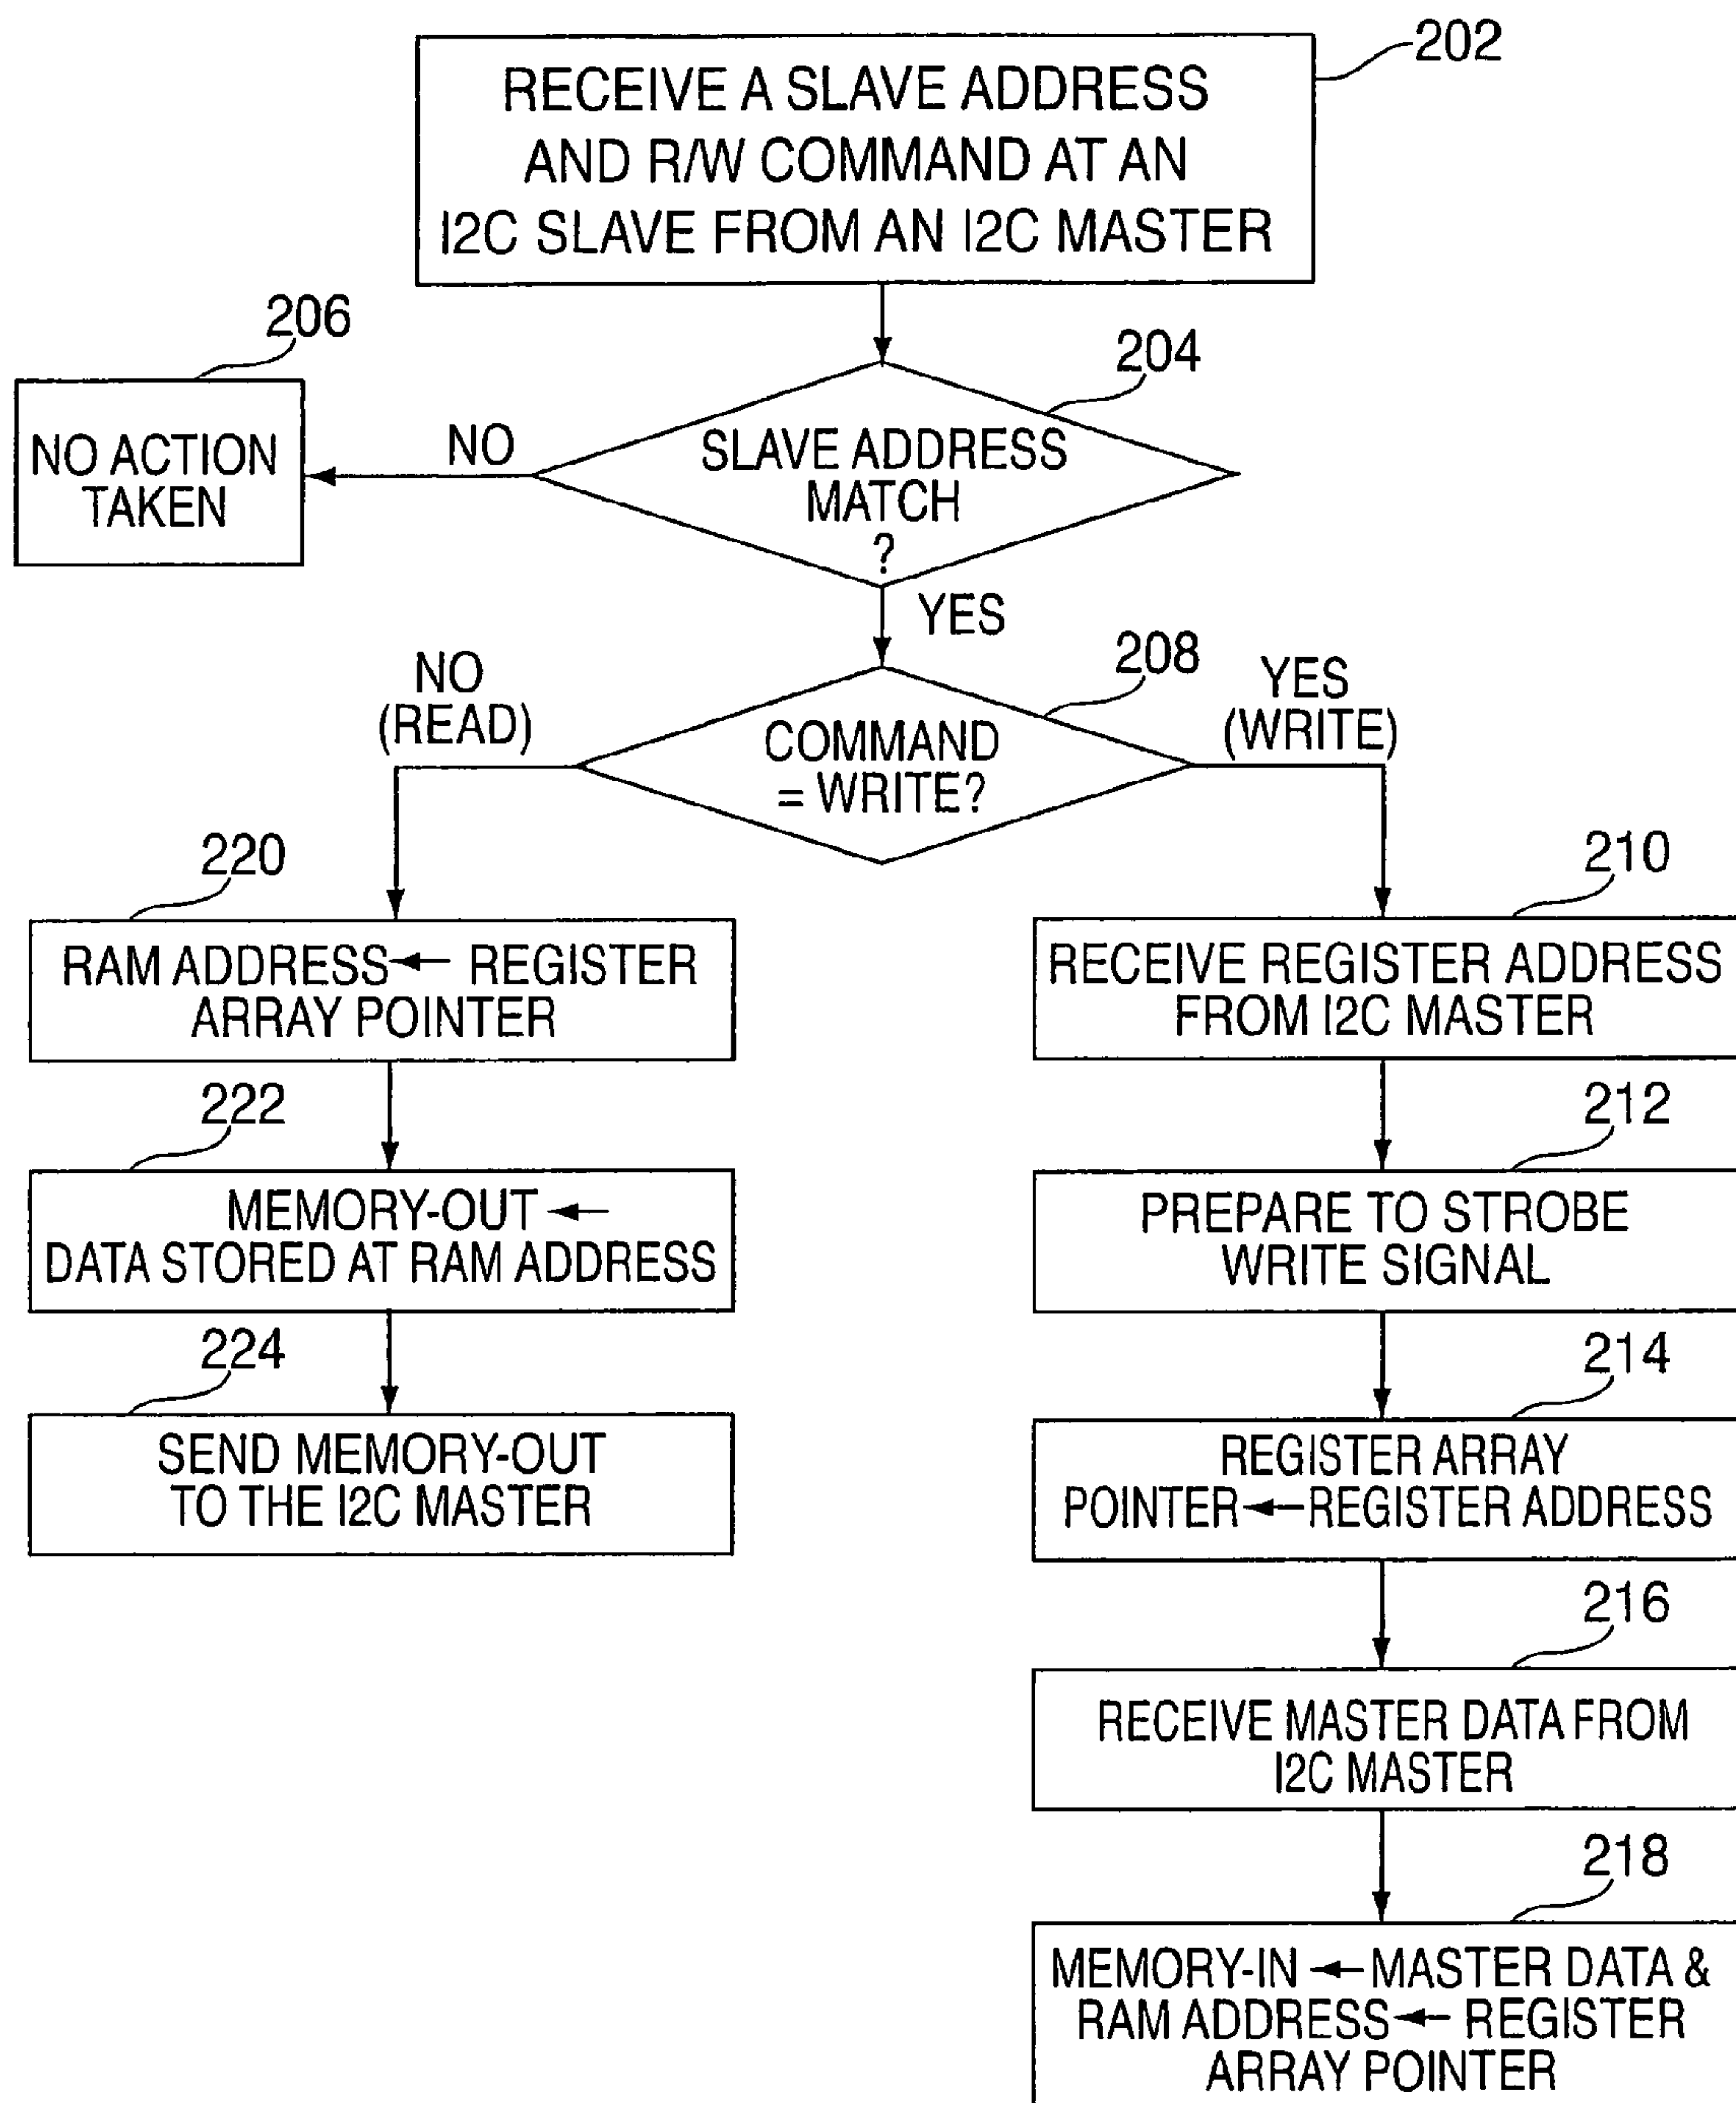 202
RECEIVE A SLAVE ADDRESS
AND R/W COMMAND AT AN
I2C SLAVE FROM AN I2C MASTER
206
204
NO ACTION
TAKEN
NO
SLAVE ADDRESS
MATCH
?
YES
208
NO
(READ)
YES
(WRITE)
COMMAND
= WRITE?
220
RAM ADDRESS ← REGISTER
ARRAY POINTER
222
MEMORY-OUT ←
DATA STORED AT RAM ADDRESS
224
SEND MEMORY-OUT
TO THE I2C MASTER
210
RECEIVE REGISTER ADDRESS
FROM I2C MASTER
212
PREPARE TO STROBE
WRITE SIGNAL
214
REGISTER ARRAY
POINTER ← REGISTER ADDRESS
216
RECEIVE MASTER DATA FROM
I2C MASTER
218
MEMORY-IN ← MASTER DATA &
RAM ADDRESS ← REGISTER
ARRAY POINTER